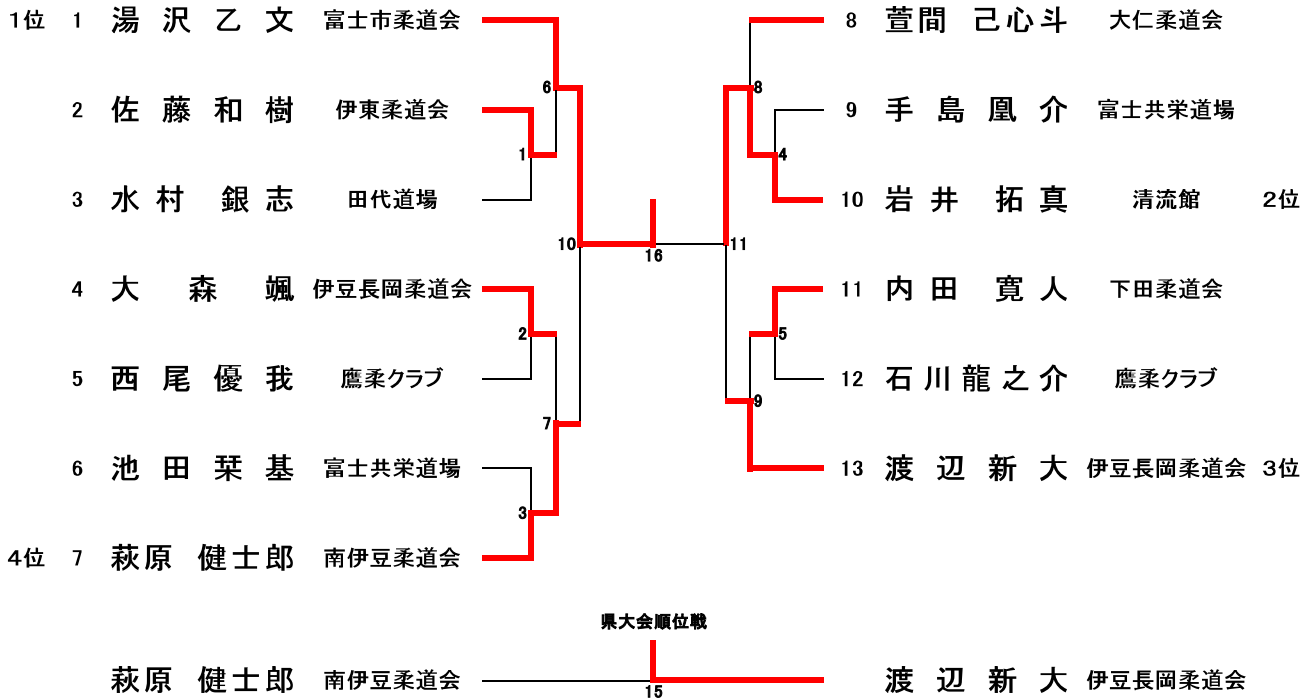 1位 1 湯沢乙文 富士市柔道会
2 佐藤和樹 伊東柔道会
3 水村銀志 田代道場
4 大森颯 伊豆長岡柔道会
5 西尾優我 鷹柔クラブ
6 池田栞基 富士共栄道場
4位 7 萩原健士郎 南伊豆柔道会
6
1
10
2
7
3
16
8
4
11
5
9
8 萱間己心斗 大仁柔道会
9 手島凰介 富士共栄道場
10 岩井拓真 清流館 2位
11 内田寛人 下田柔道会
12 石川龍之介 鷹柔クラブ
13 渡辺新大 伊豆長岡柔道会 3位
県大会順位戦
萩原健士郎 南伊豆柔道会 15 渡辺新大 伊豆長岡柔道会